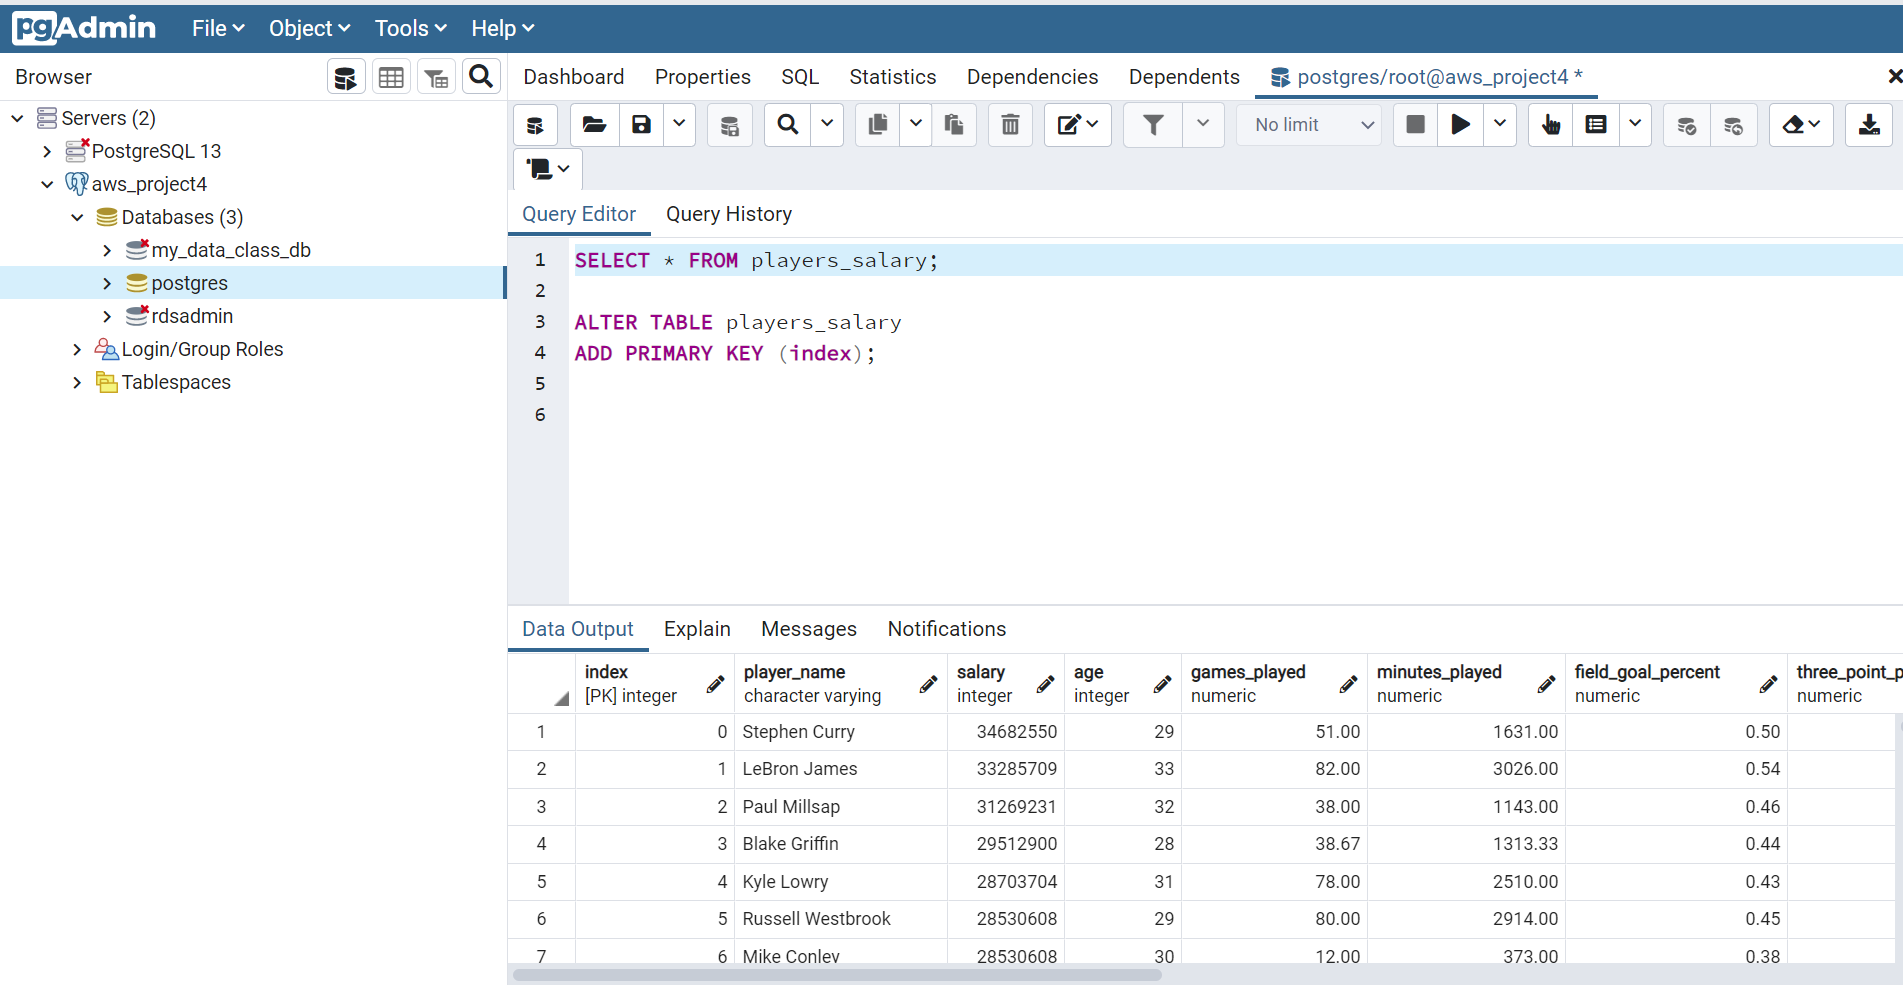 pgAdmin File Object Tools Help
Browser
Dashboard Properties SQL Statistics Dependencies Dependents postgres/root@aws_project4 *
Servers (2)
PostgreSQL 13
aws_project4
Databases (3)
my_data_class_db
postgres
rdsadmin
Login/Group Roles
Tablespaces
No limit
Query Editor Query History
1 SELECT * FROM players_salary;
2
3 ALTER TABLE players_salary
4 ADD PRIMARY KEY (index);
5
6
Data Output Explain Messages Notifications
index player_name salary age games_played minutes_played field_goal_percent three_point_p
[PK] integer character varying integer integer numeric numeric numeric numeric
1 0 Stephen Curry 34682550 29 51.00 1631.00 0.50
2 1 LeBron James 33285709 33 82.00 3026.00 0.54
3 2 Paul Millsap 31269231 32 38.00 1143.00 0.46
4 3 Blake Griffin 29512900 28 38.67 1313.33 0.44
5 4 Kyle Lowry 28703704 31 78.00 2510.00 0.43
6 5 Russell Westbrook 28530608 29 80.00 2914.00 0.45
7 6 Mike Conley 28530608 30 12.00 373.00 0.38